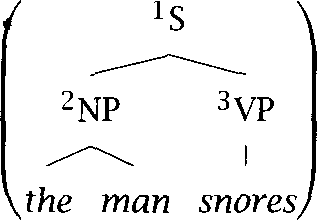 ¹S
²NP ³VP
the man snores